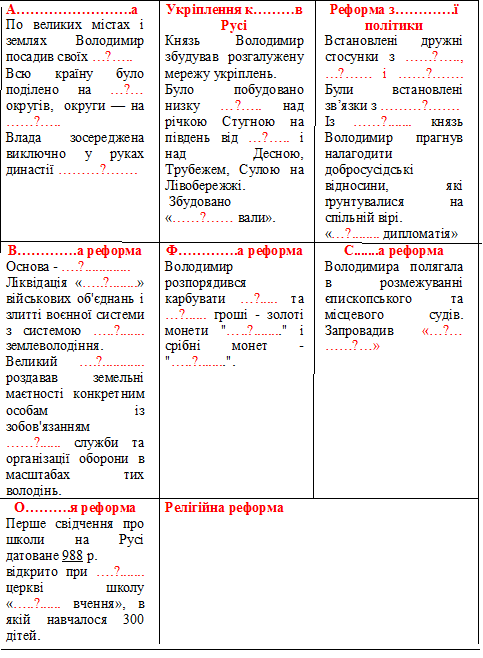 А……………………а
По великих містах і
землях Володимир
посадив своїх …?…..
Всю країну було
поділено на …?…
округів, округи — на
……?…..
Влада зосереджена
виключно у руках
династії ………?……
Укріплення к………в
Русі
Князь Володимир
збудував розгалужену
мережу укріплень.
Було побудовано
низку …?….. над
річкою Стугною на
південь від …?….. і
над Десною,
Трубежем, Сулою на
Лівобережжі.
Збудовано
«……?…… вали».
Реформа з…………ї
політики
Встановлені дружні
стосунки з ……?…..,
…?…… і ……?…….
Були встановлені
зв’язки з ………?……
Із ……?....... князь
Володимир прагнув
налагодити
добросусідські
відносини, які
ґрунтувалися на
спільній вірі.
«…?........ дипломатія»
В………….а реформа
Основа - ….?.............
Ліквідація «…..?........»
військових об'єднань і
злитті воєнної системи
з системою …..?.......
землеволодіння.
Великий ….?............
роздавав земельні
маєтності конкретним
особам із
зобов'язанням
……?...... служби та
організації оборони в
масштабах тих
володінь.
Ф………….а реформа
Володимир
розпорядився
карбувати …?..... та
…?...... гроші - золоті
монети "…..?........" і
срібні монет -
"…..?........".
С.......а реформа
Володимира полягала
в розмежуванні
єпископського та
місцевого судів.
Запровадив «…?…
……?…»
О……….я реформа
Перше свідчення про
школи на Русі
датоване 988 р.
відкрито при ….?.......
церкві школу
«…..?...... вчення», в
якій навчалося 300
дітей.
Релігійна реформа